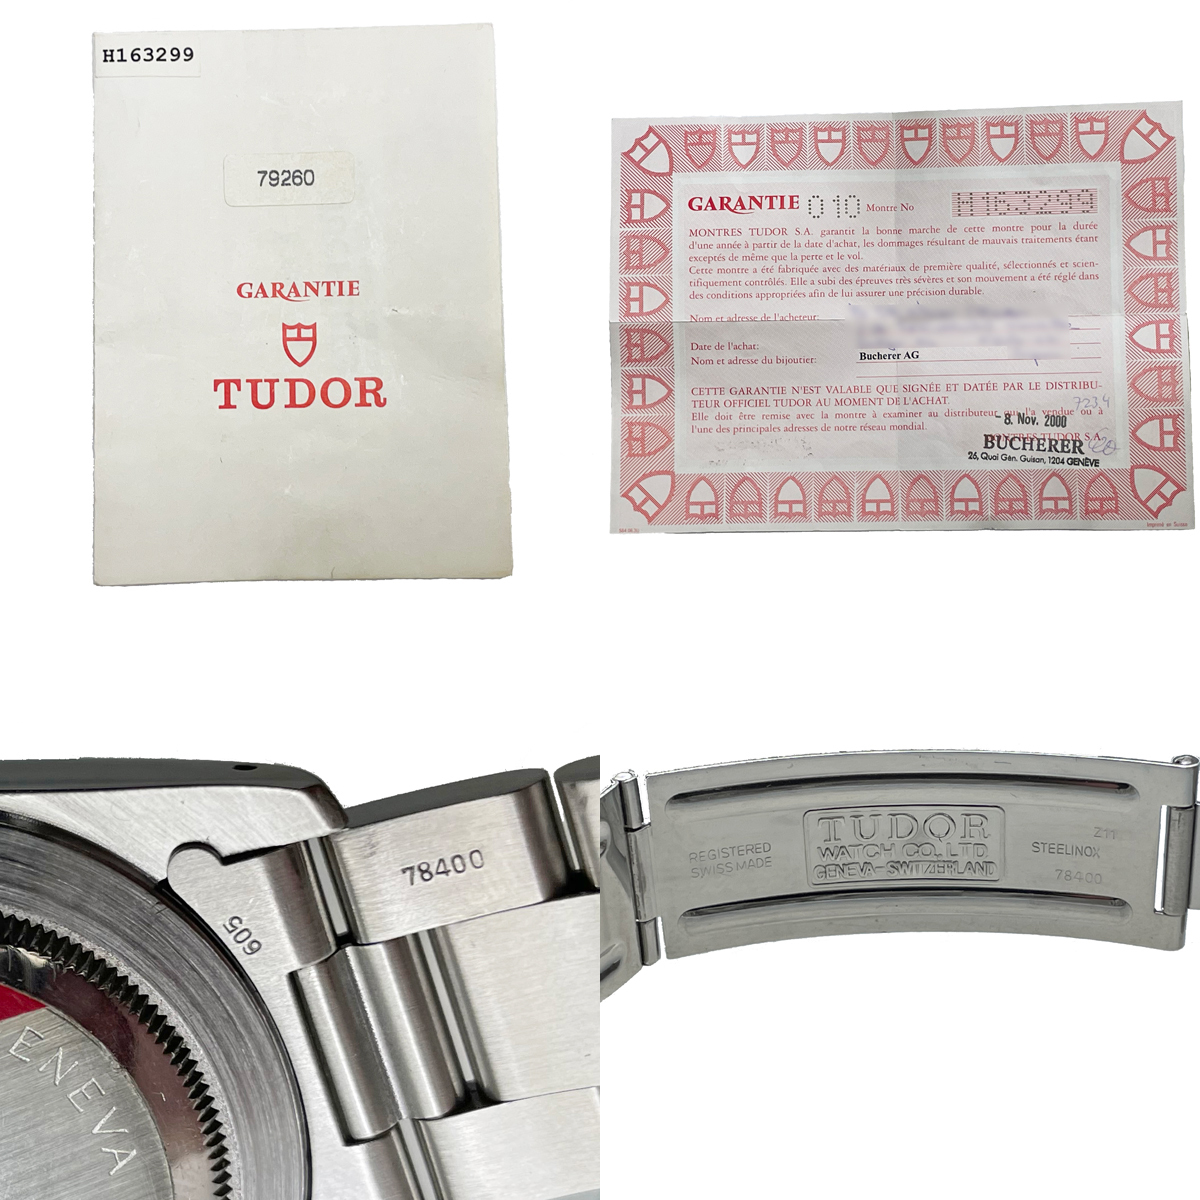 H163299
79260
GARANTIE
TUDOR
GARANTIE 010 Montre No H163299
MONTRES TUDOR S.A. garantit la bonne marche de cette montre pour la durée
d'une année à partir de la date d'achat, les dommages résultant de mauvais traitements étant
exceptés de même que la perte et le vol.
Cette montre a été fabriquée avec des matériaux de première qualité, sélectionnés et scien-
tifiquement contrôlés. Elle a subi des épreuves très sévères et son mouvement a été réglé dans
des conditions appropriées afin de lui assurer une précision durable.
Nom et adresse de l'acheteur:
Date de l'achat:
Nom et adresse du bijoutier: Bucherer AG
CETTE GARANTIE N'EST VALABLE QUE SIGNÉE ET DATÉE PAR LE DISTRIBU-
TEUR OFFICIEL TUDOR AU MOMENT DE L'ACHAT.
723,4
Elle doit être remise avec la montre à examiner au distributeur qui l'a vendue ou à
l'une des principales adresses de notre réseau mondial.
- 8. Nov. 2000
MONTRES TUDOR S.A.
BUCHERER
26, Quai Gén. Guisan, 1204 GENÈVE
Imprimé en Suisse
78400
605
ENEVA
REGISTERED
SWISS MADE
TUDOR
WATCH CO. LTD
GENEVA-SWITZERLAND
Z11
STEELINOX
78400